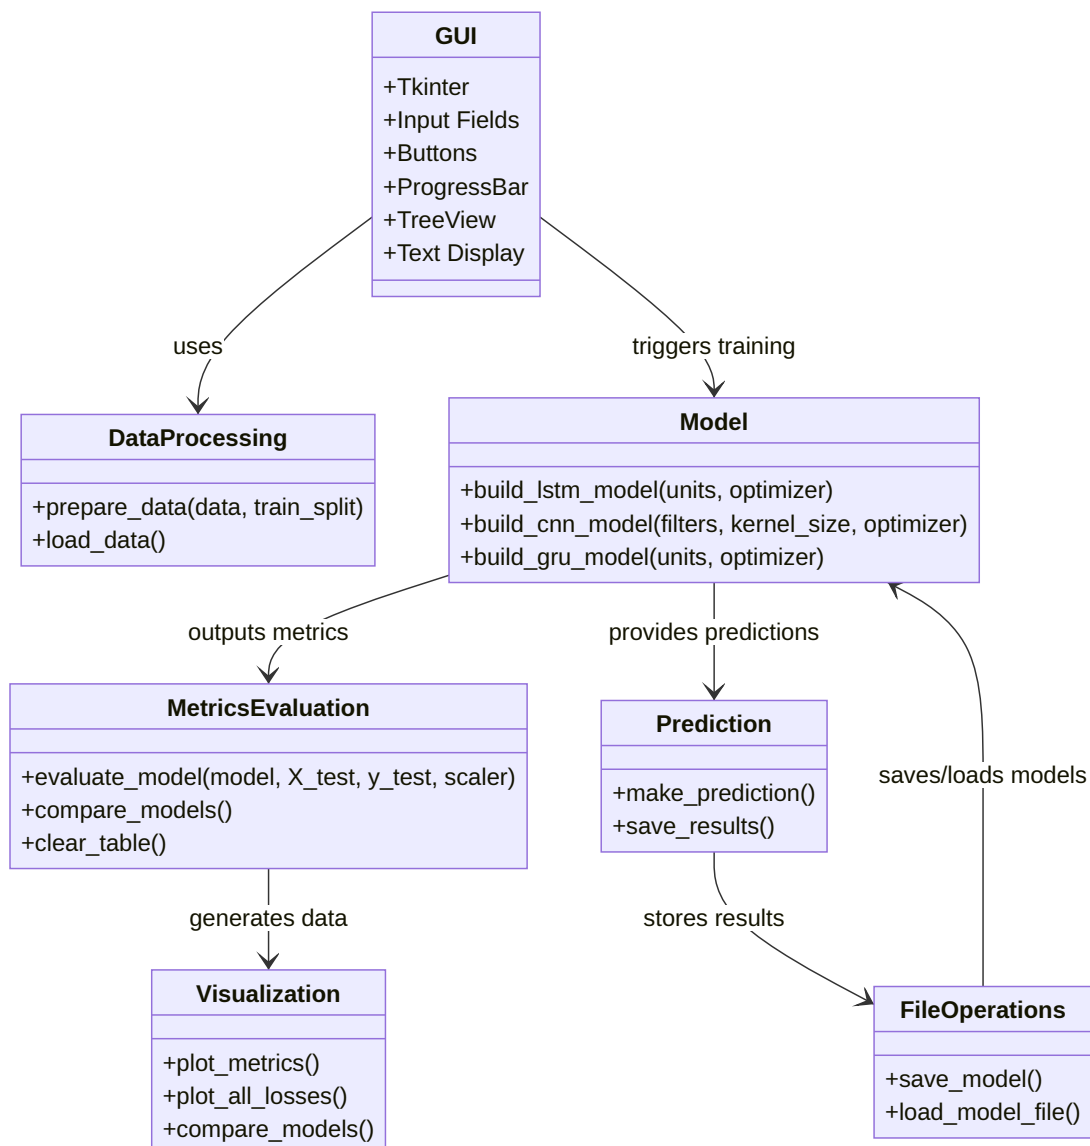 GUI
+Tkinter
+Input Fields
+Buttons
+ProgressBar
+TreeView
+Text Display
uses
triggers training
DataProcessing
+prepare_data(data, train_split)
+load_data()
Model
+build_lstm_model(units, optimizer)
+build_cnn_model(filters, kernel_size, optimizer)
+build_gru_model(units, optimizer)
outputs metrics
provides predictions
saves/loads models
MetricsEvaluation
+evaluate_model(model, X_test, y_test, scaler)
+compare_models()
+clear_table()
Prediction
+make_prediction()
+save_results()
generates data
stores results
Visualization
+plot_metrics()
+plot_all_losses()
+compare_models()
FileOperations
+save_model()
+load_model_file()